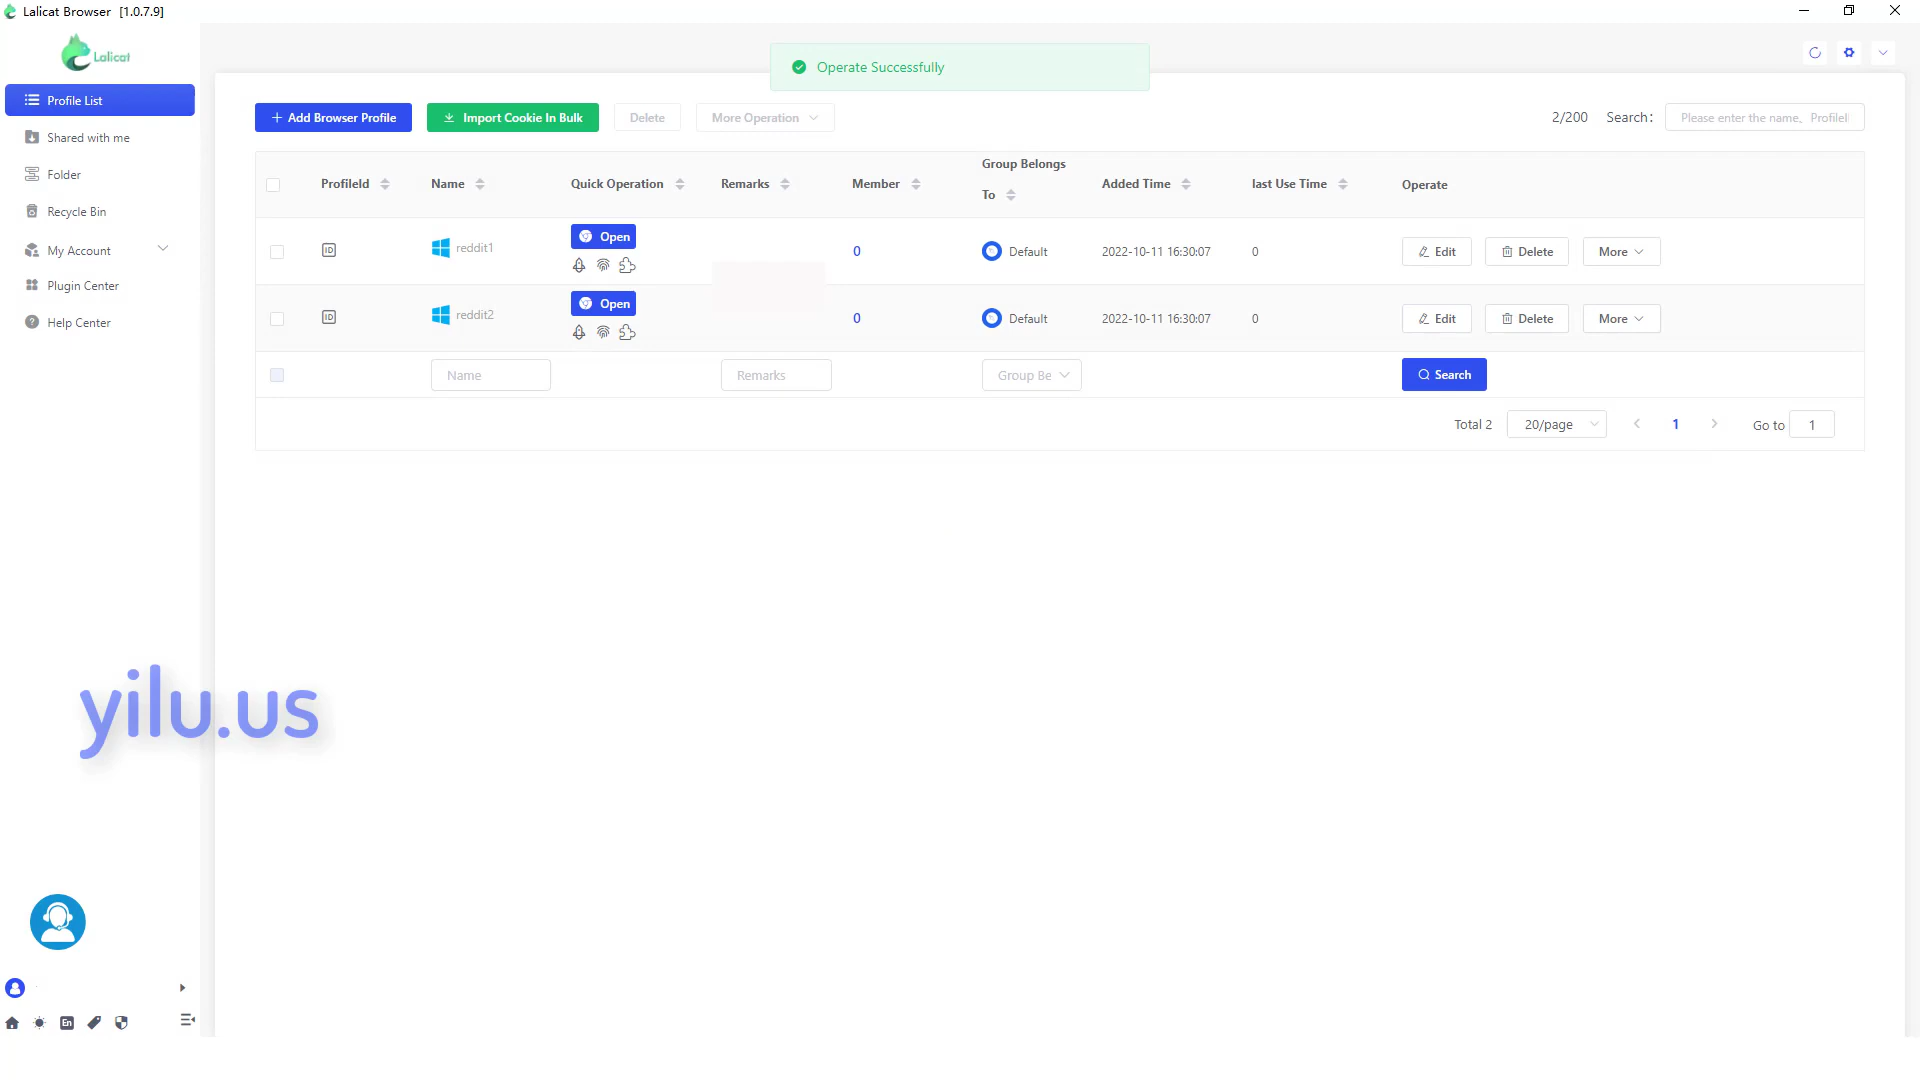 Lalicat Browser [1.0.7.9]
Lalicat
Operate Successfully
Profile List
Shared with me
Folder
Recycle Bin
My Account
Plugin Center
Help Center
Add Browser Profile
Import Cookie In Bulk
Delete
More Operation
2/200
Search:
Please enter the name, Profilel
ProfileId
Name
Quick Operation
Remarks
Member
Group Belongs
To
Added Time
last Use Time
Operate
ID
reddit1
Open
0
Default
2022-10-11 16:30:07
0
Edit
Delete
More
ID
reddit2
Open
0
Default
2022-10-11 16:30:07
0
Edit
Delete
More
Name
Remarks
Group Be
Search
Total 2
20/page
1
Go to
1
yilu.us
En